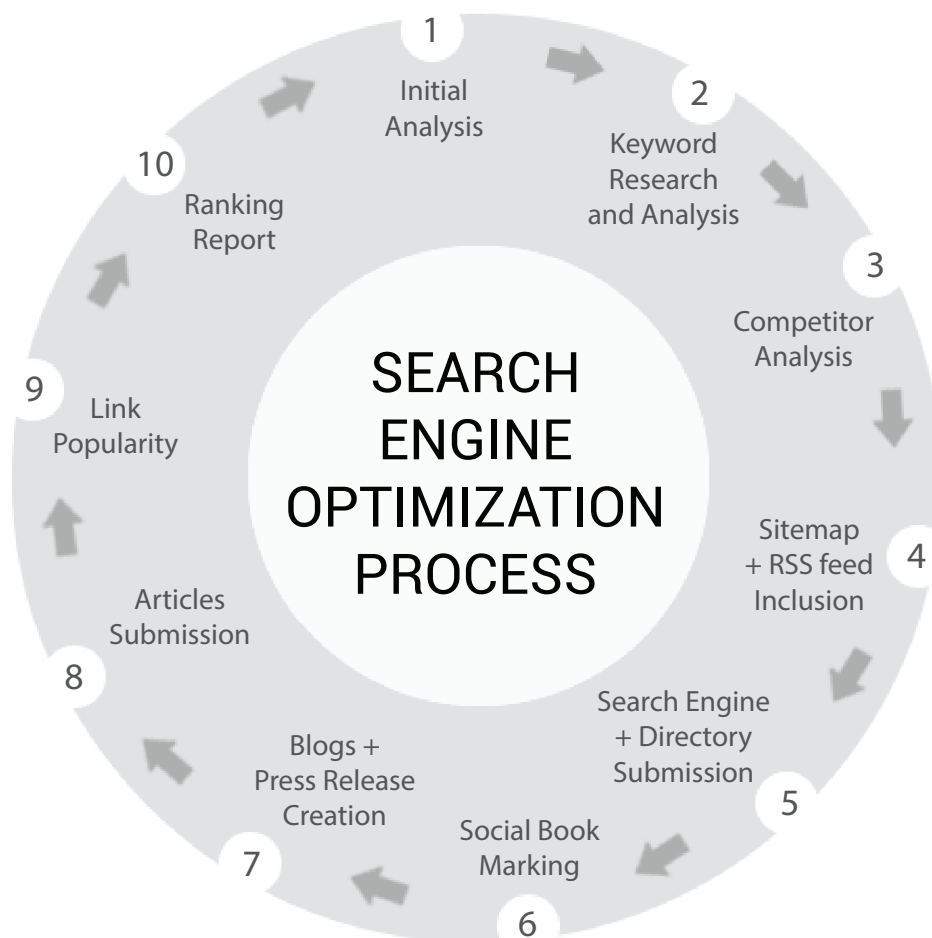 1
Initial
Analysis
2
Keyword
Research
and Analysis
3
Competitor
Analysis
4
Sitemap
+ RSS feed
Inclusion
5
Search Engine
+ Directory
Submission
6
Social Book
Marking
7
Blogs +
Press Release
Creation
8
Articles
Submission
9
Link
Popularity
10
Ranking
Report
SEARCH
ENGINE
OPTIMIZATION
PROCESS